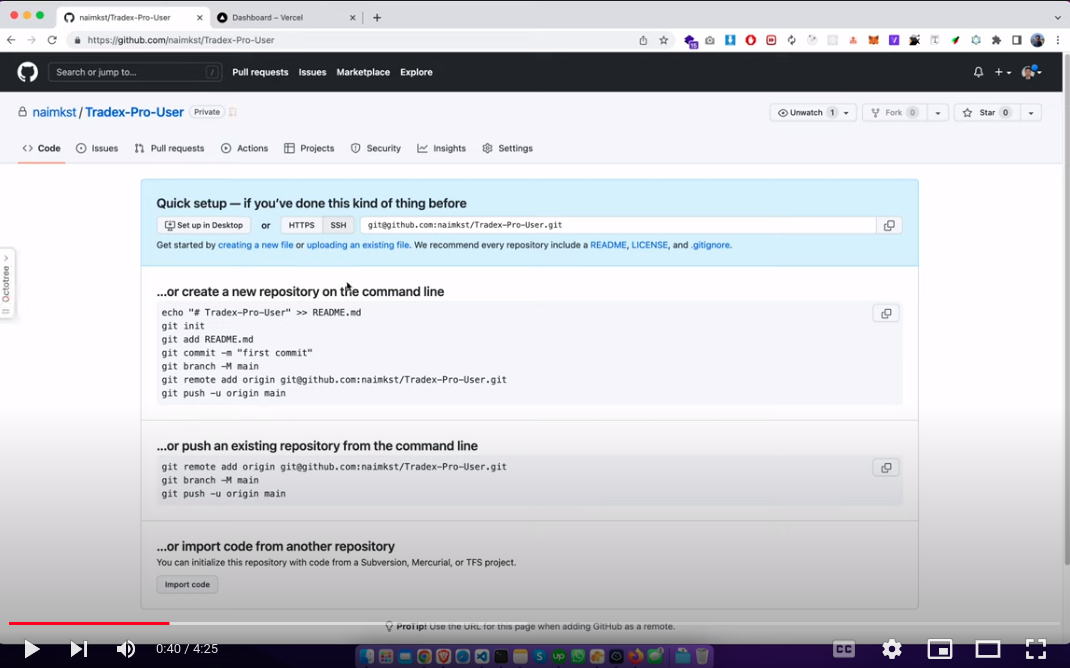 naimkst/Tradex-Pro-User
Dashboard – Vercel
https://github.com/naimkst/Tradex-Pro-User
15
Search or jump to... /
Pull requests Issues Marketplace Explore
naimkst / Tradex-Pro-User Private
Unwatch 1 Fork 0 Star 0
Code Issues Pull requests Actions Projects Security Insights Settings
Quick setup — if you've done this kind of thing before
Set up in Desktop or HTTPS SSH git@github.com:naimkst/Tradex-Pro-User.git
Get started by creating a new file or uploading an existing file. We recommend every repository include a README, LICENSE, and .gitignore.
Octotree
...or create a new repository on the command line
echo "# Tradex-Pro-User" >> README.md
git init
git add README.md
git commit -m "first commit"
git branch -M main
git remote add origin git@github.com:naimkst/Tradex-Pro-User.git
git push -u origin main
...or push an existing repository from the command line
git remote add origin git@github.com:naimkst/Tradex-Pro-User.git
git branch -M main
git push -u origin main
...or import code from another repository
You can initialize this repository with code from a Subversion, Mercurial, or TFS project.
Import code
ProTip! Use the URL for this page when adding GitHub as a remote.
0:40 / 4:25
CC